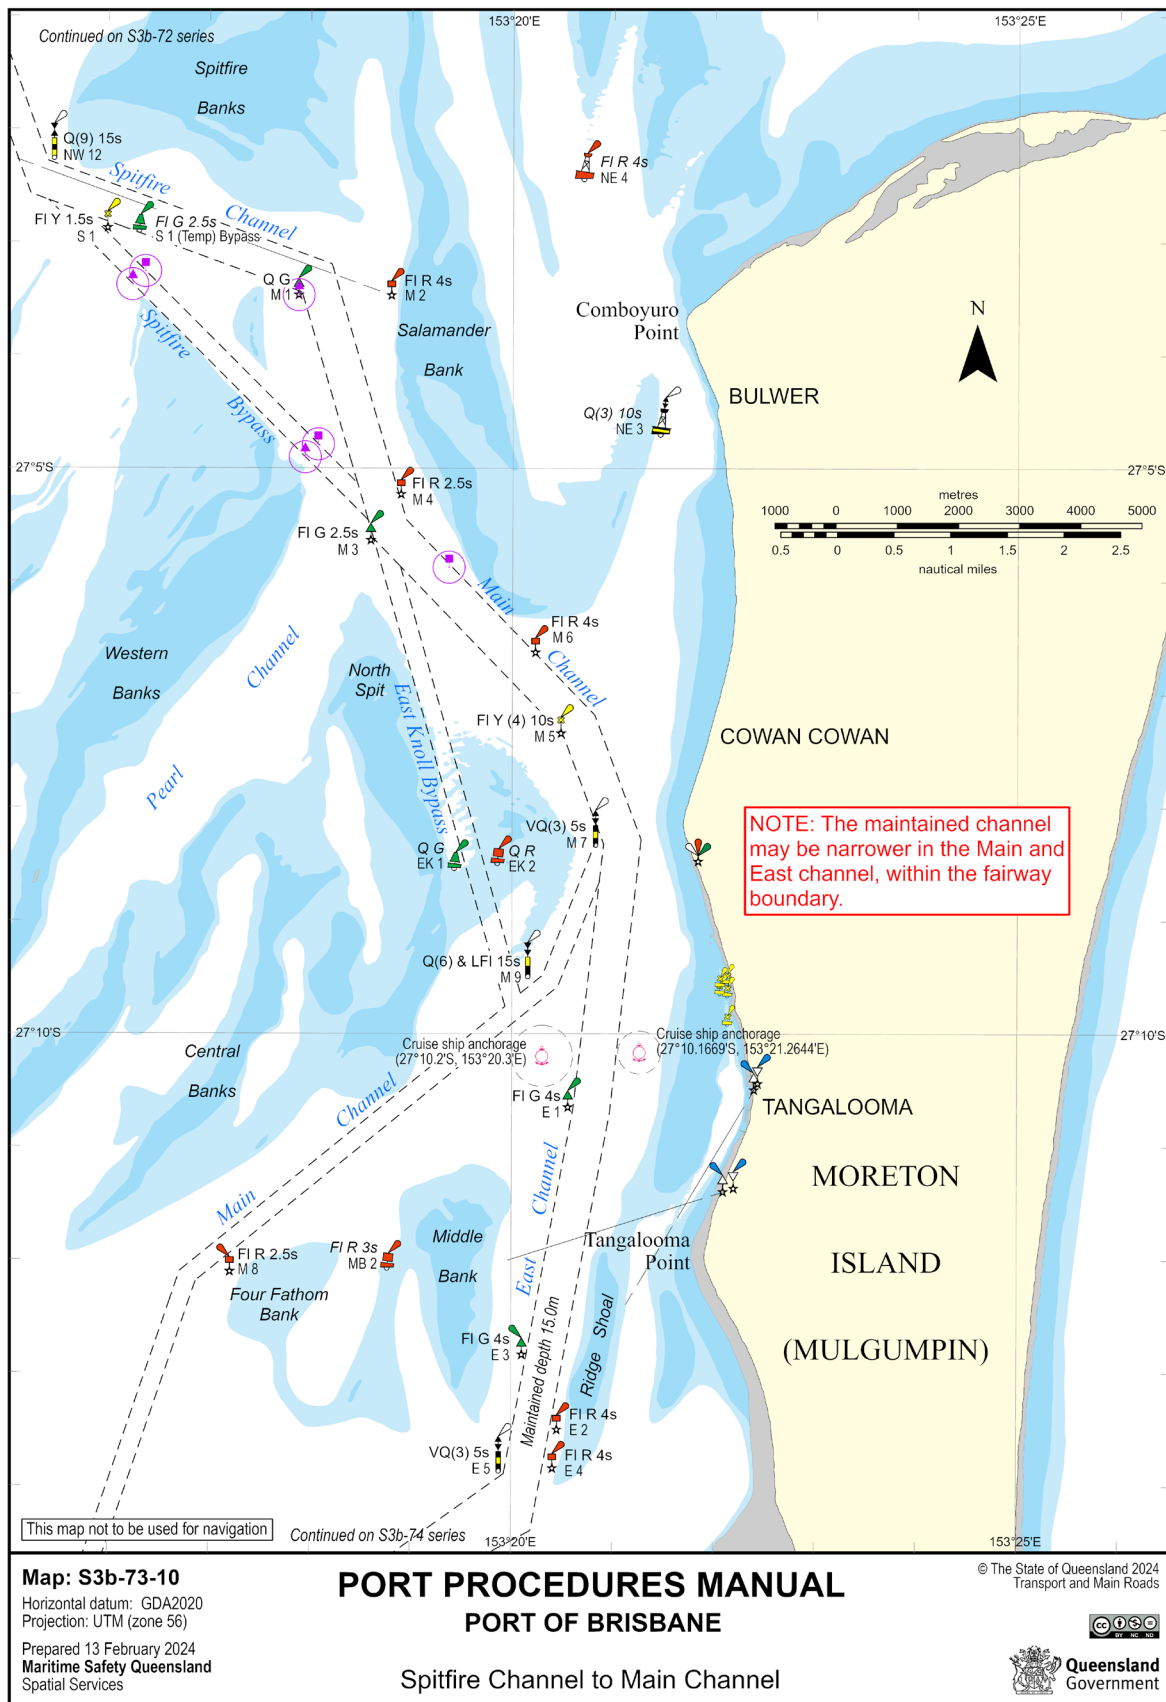 153°20'E
153°25'E
Continued on S3b-72 series
Spitfire
Banks
Q(9) 15s
NW 12
Fl R 4s
NE 4
Spitfire
Channel
Fl Y 1.5s
S 1
Fl G 2.5s
S 1 (Temp) Bypass
Q G
M 1
Fl R 4s
M 2
Comboyuro
Point
N
Salamander
Bank
Spitfire
Bypass
BULWER
Q(3) 10s
NE 3
27°5'S
27°5'S
Fl R 2.5s
M 4
metres
1000 0 1000 2000 3000 4000 5000
0.5 0 0.5 1 1.5 2 2.5
nautical miles
Fl G 2.5s
M 3
Main
Channel
Fl R 4s
M 6
Western
Banks
Channel
Pearl
North
Spit
East Knoll Bypass
Fl Y (4) 10s
M 5
COWAN COWAN
VQ(3) 5s
M 7
NOTE: The maintained channel
may be narrower in the Main and
East channel, within the fairway
boundary.
Q G
EK 1
Q R
EK 2
Q(6) & LFl 15s
M 9
27°10'S
27°10'S
Cruise ship anchorage
(27°10.2'S, 153°20.3'E)
Cruise ship anchorage
(27°10.1669'S, 153°21.2644'E)
Central
Banks
Channel
Main
Fl G 4s
E 1
TANGALOOMA
MORETON
ISLAND
(MULGUMPIN)
Channel
East
Tangalooma
Point
Middle
Bank
Fl R 2.5s
M 8
Fl R 3s
MB 2
Four Fathom
Bank
Maintained depth 15.0m
Ridge Shoal
Fl G 4s
E 3
Fl R 4s
E 2
VQ(3) 5s
E 5
Fl R 4s
E 4
This map not to be used for navigation
Continued on S3b-74 series
153°20'E
153°25'E
Map: S3b-73-10
Horizontal datum: GDA2020
Projection: UTM (zone 56)
Prepared 13 February 2024
Maritime Safety Queensland
Spatial Services
PORT PROCEDURES MANUAL
PORT OF BRISBANE
Spitfire Channel to Main Channel
© The State of Queensland 2024
Transport and Main Roads
cc
BY NC ND
Queensland
Government